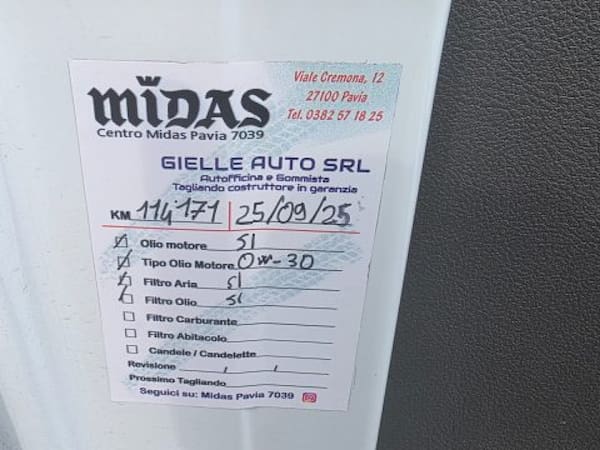 MIDAS
Centro Midas Pavia 7039
Viale Cremona, 12
27100 Pavia
Tel. 0382 57 18 25
GIELLE AUTO SRL
Autofficina e Gommista
Tagliando costruttore in garanzia
KM 114171 25/09/25
Olio motore SI
Tipo Olio Motore 0W-30
Filtro Aria SI
Filtro Olio SI
Filtro Carburante
Filtro Abitacolo
Candele / Candelette
Revisione / /
Prossimo Tagliando
Seguici su: Midas Pavia 7039